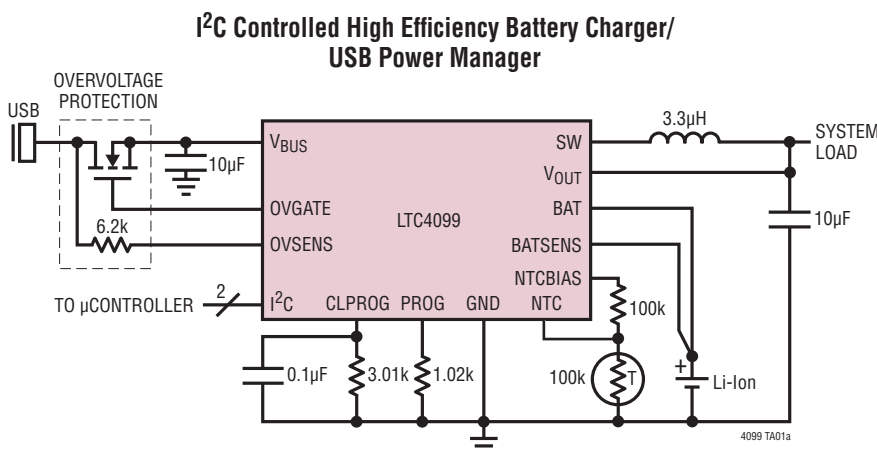 I²C Controlled High Efficiency Battery Charger/
USB Power Manager
OVERVOLTAGE
PROTECTION
USB
10µF
6.2k
TO µCONTROLLER
2
VBUS
OVGATE
OVSENS
I²C
CLPROG
PROG
GND
NTC
LTC4099
SW
VOUT
BAT
BATSENS
NTCBIAS
3.3µH
SYSTEM
LOAD
10µF
100k
0.1µF
3.01k
1.02k
100k
T
+
Li-Ion
4099 TA01a